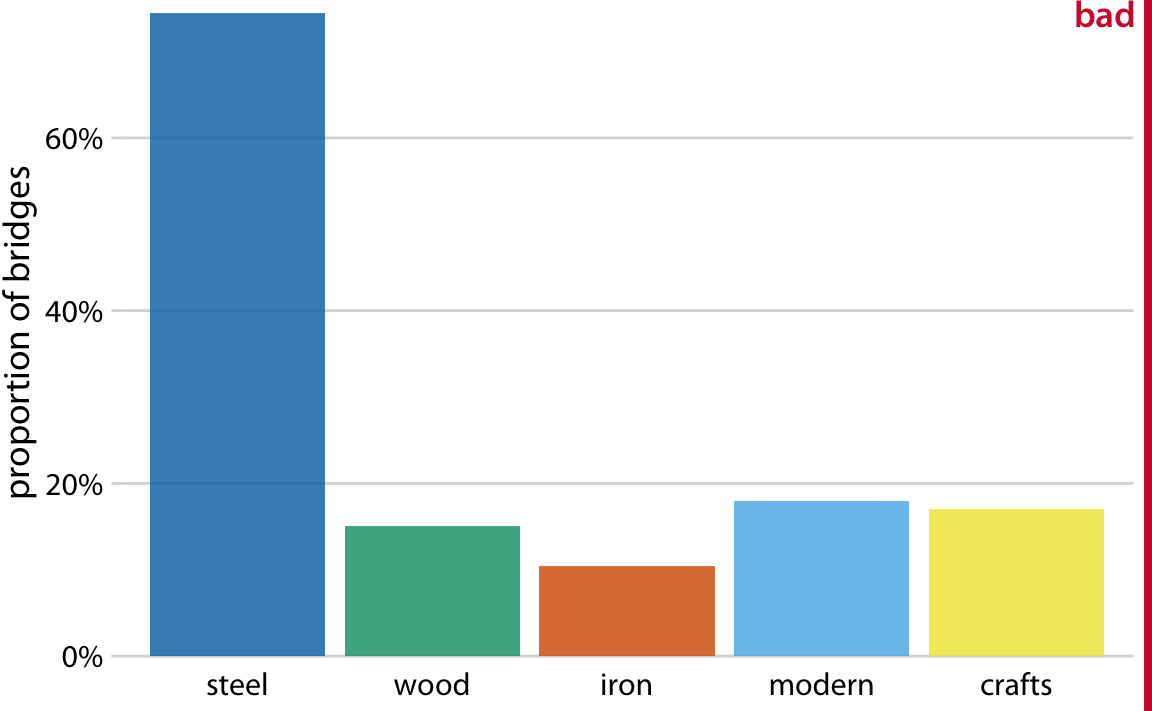 bad
proportion of bridges
60%
40%
20%
0%
steel wood iron modern crafts